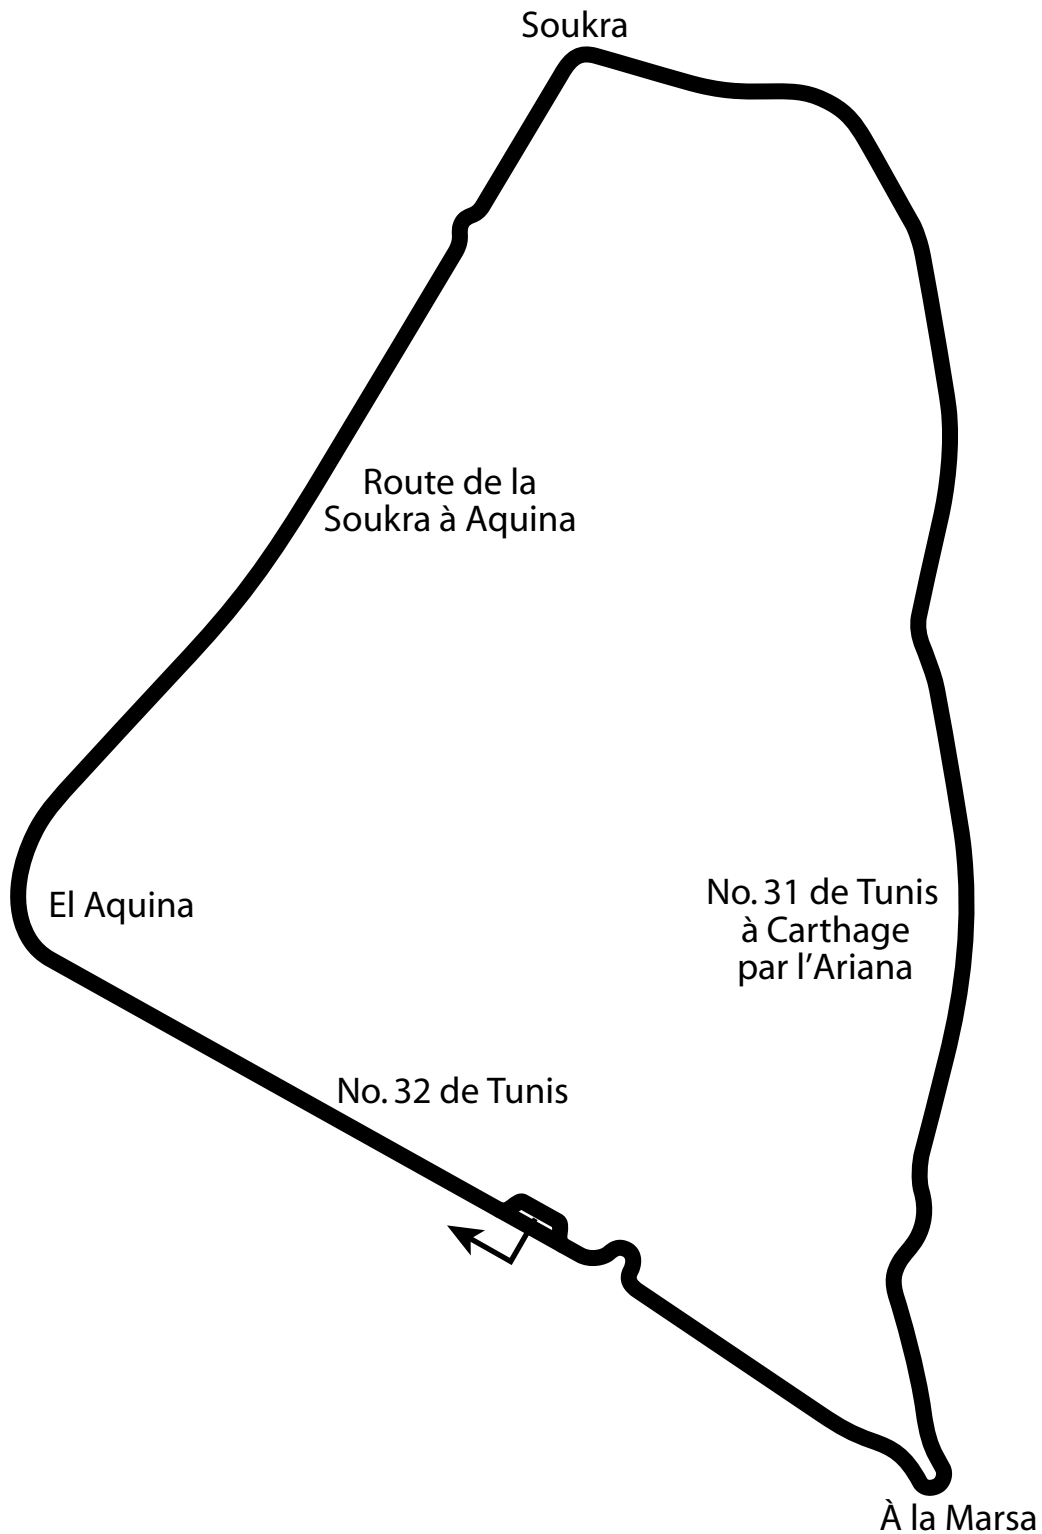 Soukra
Route de la
Soukra à Aquina
El Aquina
No. 31 de Tunis
à Carthage
par l’Ariana
No. 32 de Tunis
À la Marsa